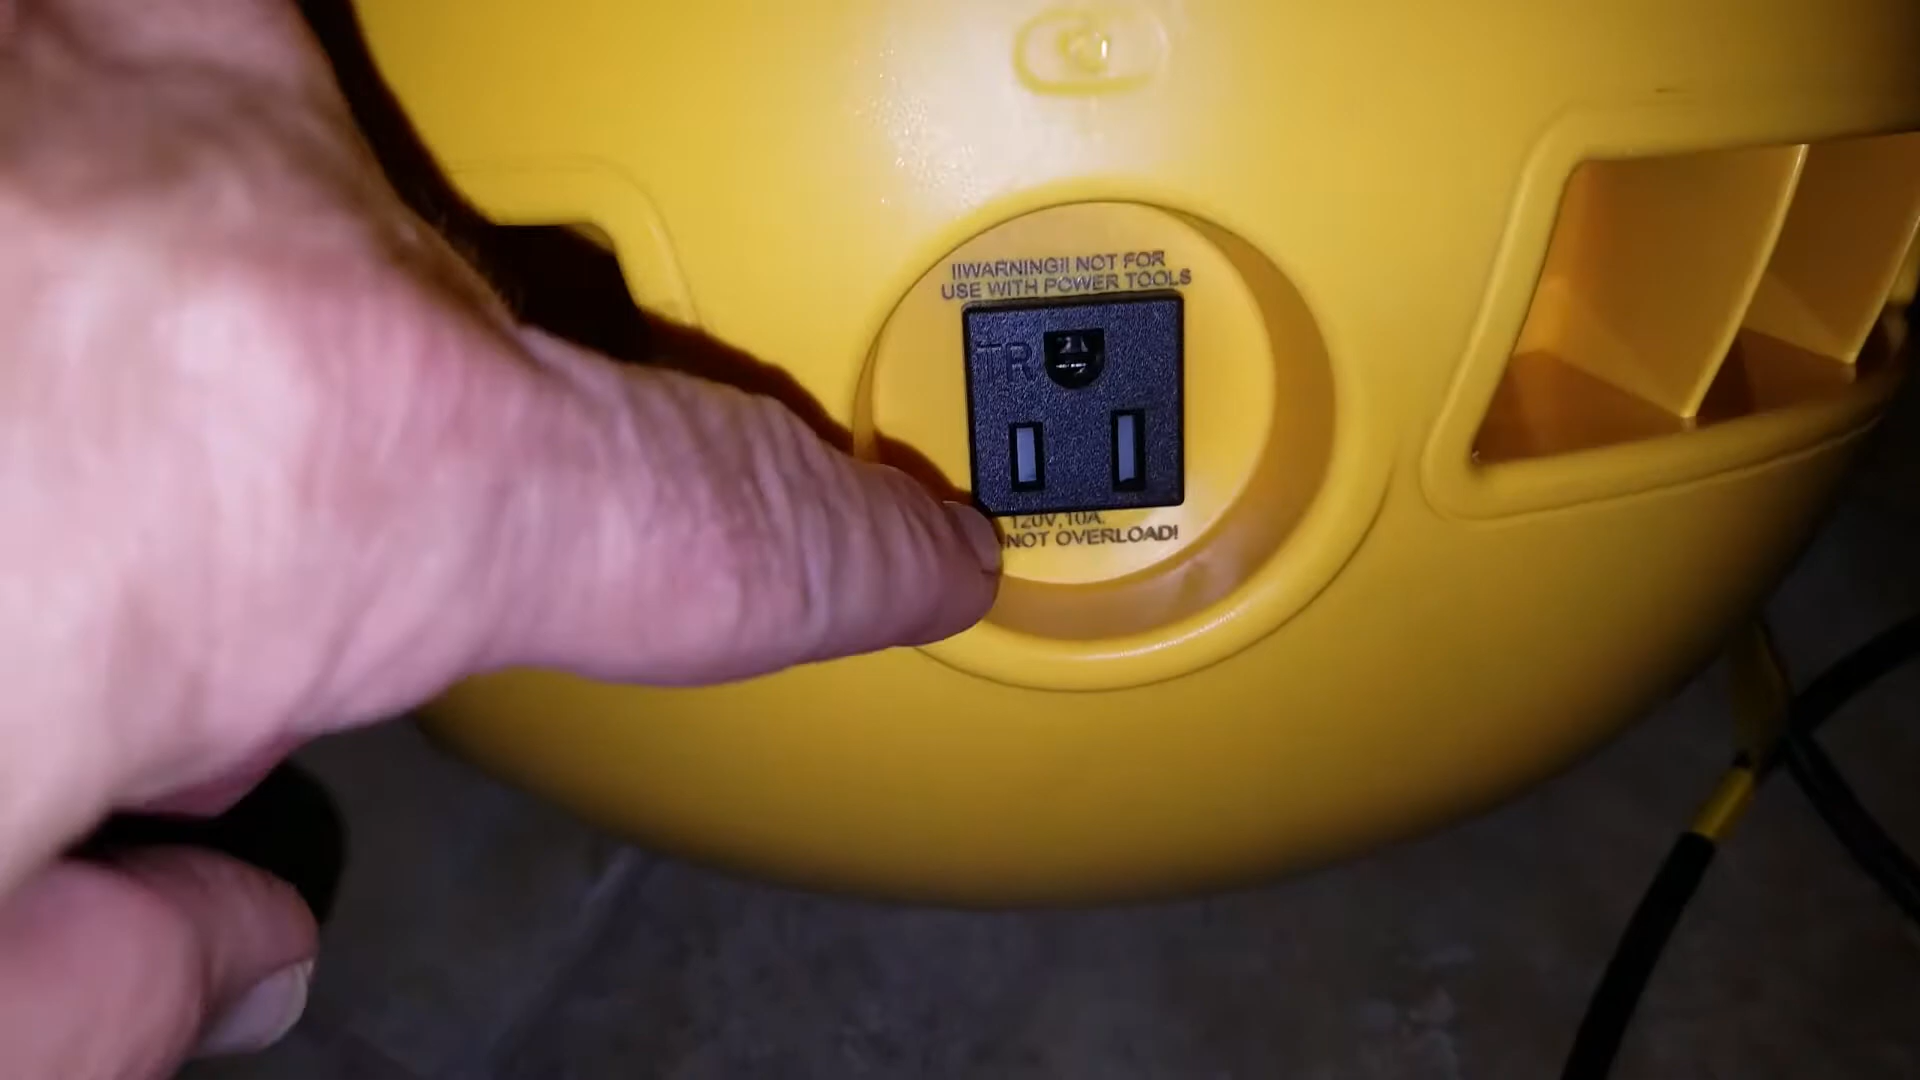 !!WARNING!! NOT FOR
USE WITH POWER TOOLS
TR
120V,10A.
NOT OVERLOAD!